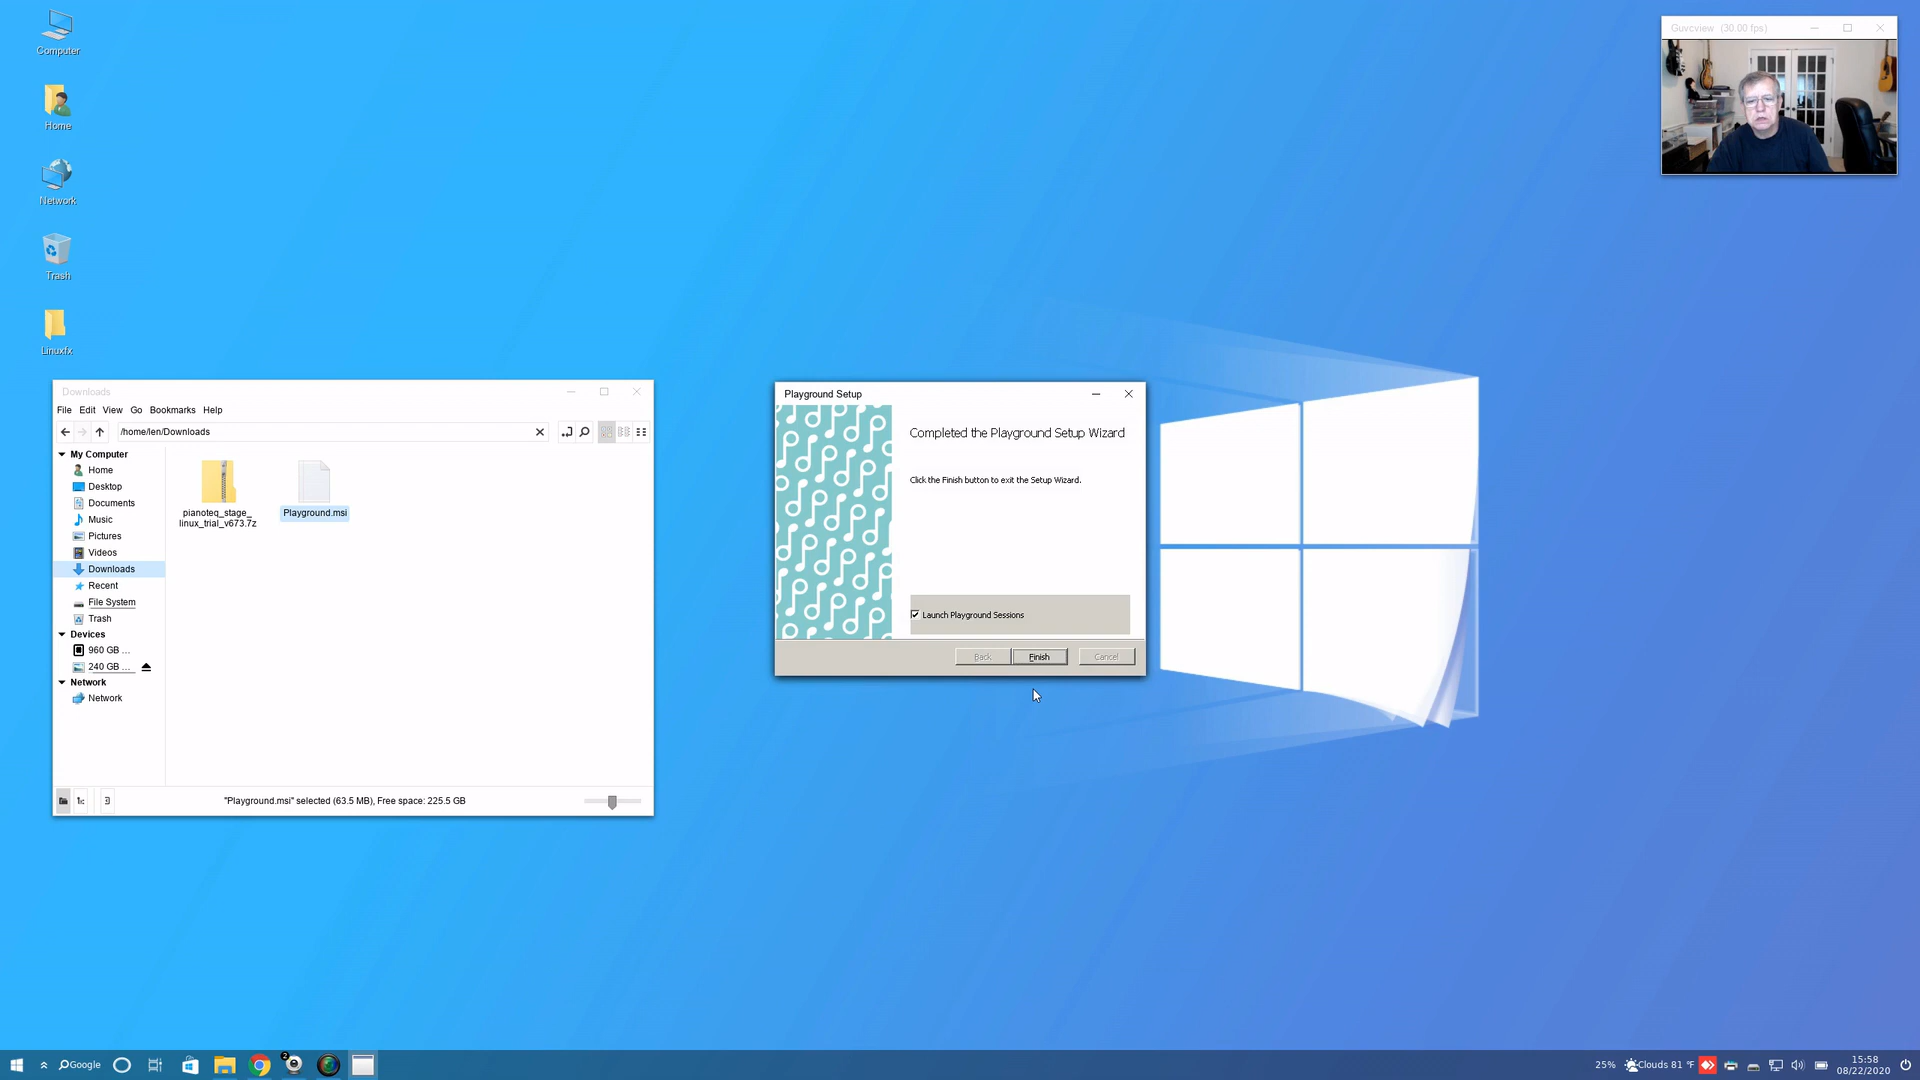 Computer
Home
Network
Trash
Linuxfx
Guvcview (30.00 fps)
Downloads
File Edit View Go Bookmarks Help
/home/len/Downloads
My Computer
Home
Desktop
Documents
Music
Pictures
Videos
Downloads
Recent
File System
Trash
Devices
960 GB ...
240 GB ...
Network
Network
pianoteq_stage_
linux_trial_v673.7z
Playground.msi
"Playground.msi" selected (63.5 MB), Free space: 225.5 GB
Playground Setup
Completed the Playground Setup Wizard
Click the Finish button to exit the Setup Wizard.
Launch Playground Sessions
Back
Finish
Cancel
Google
2
25%
Clouds 81 °F
15:58
08/22/2020